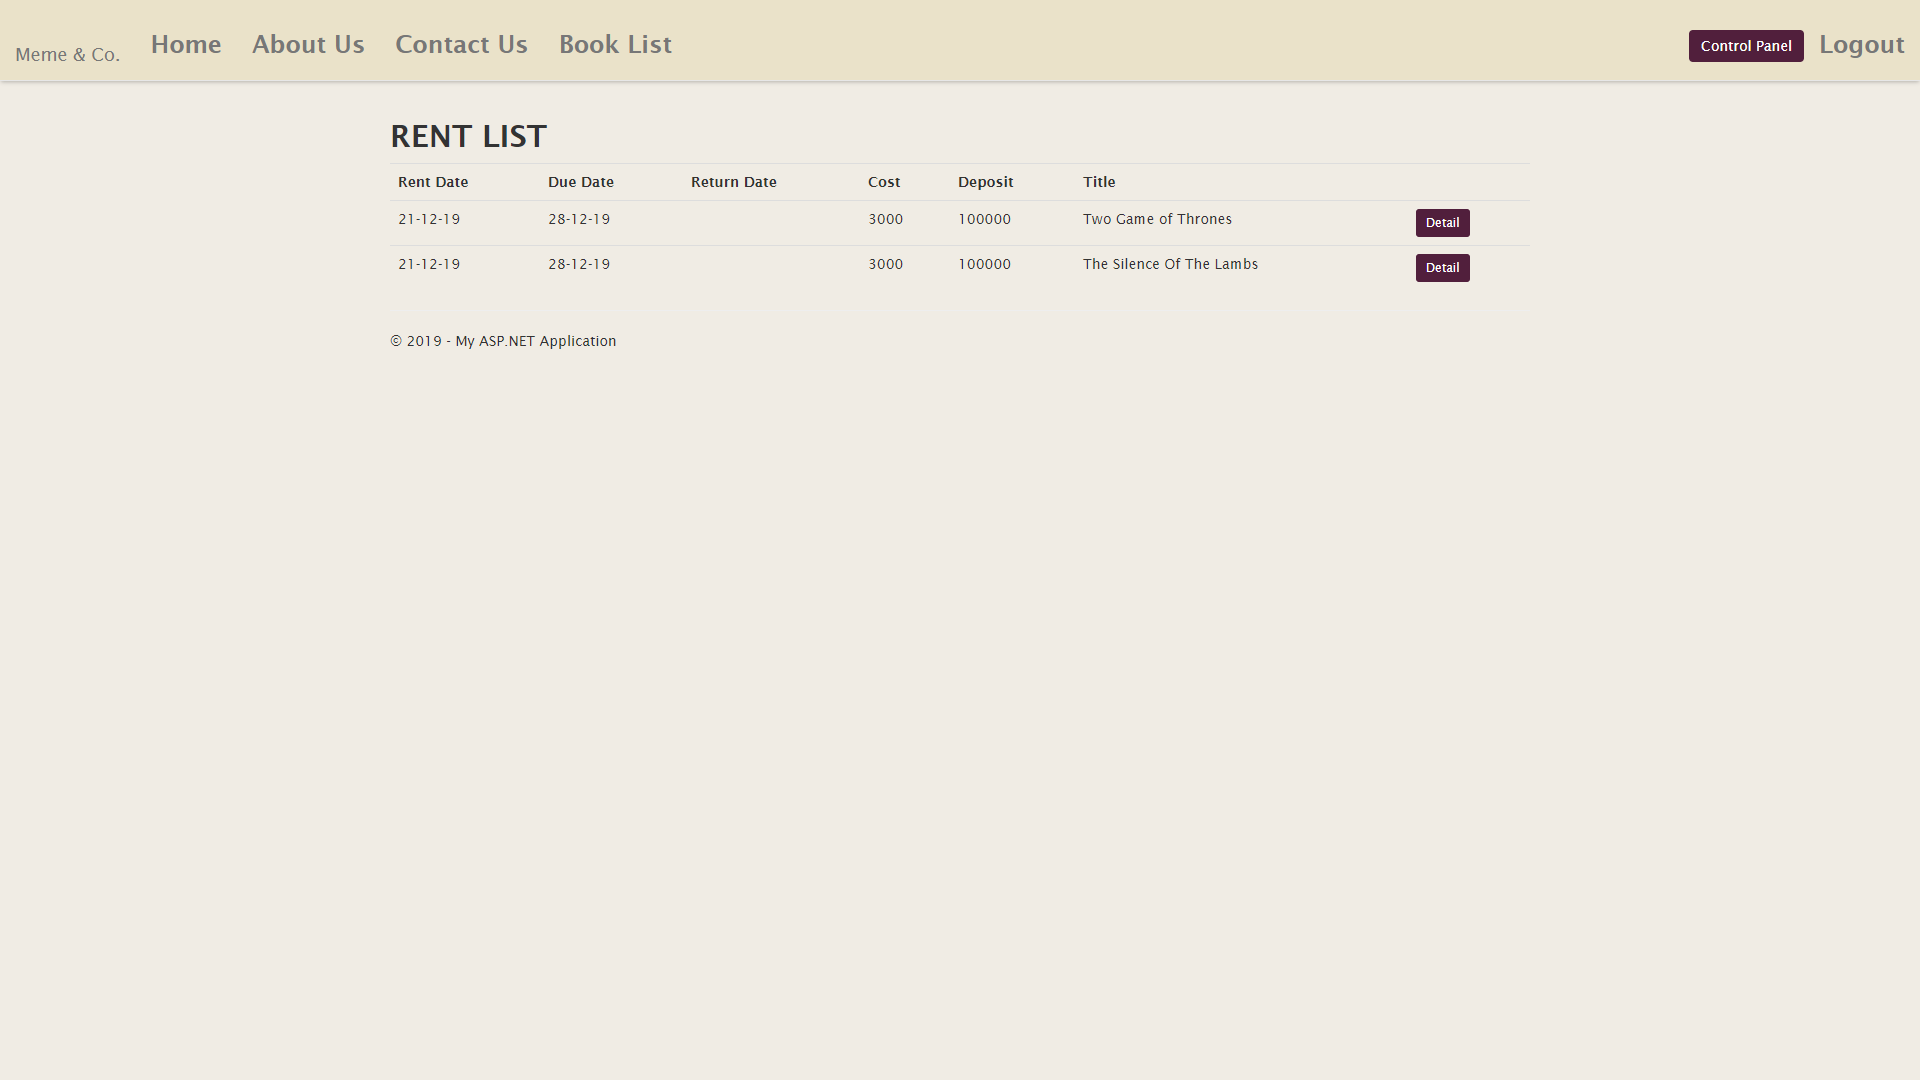 Meme & Co. Home About Us Contact Us Book List Control Panel Logout
RENT LIST
Rent Date Due Date Return Date Cost Deposit Title
21-12-19 28-12-19 3000 100000 Two Game of Thrones Detail
21-12-19 28-12-19 3000 100000 The Silence Of The Lambs Detail
© 2019 - My ASP.NET Application